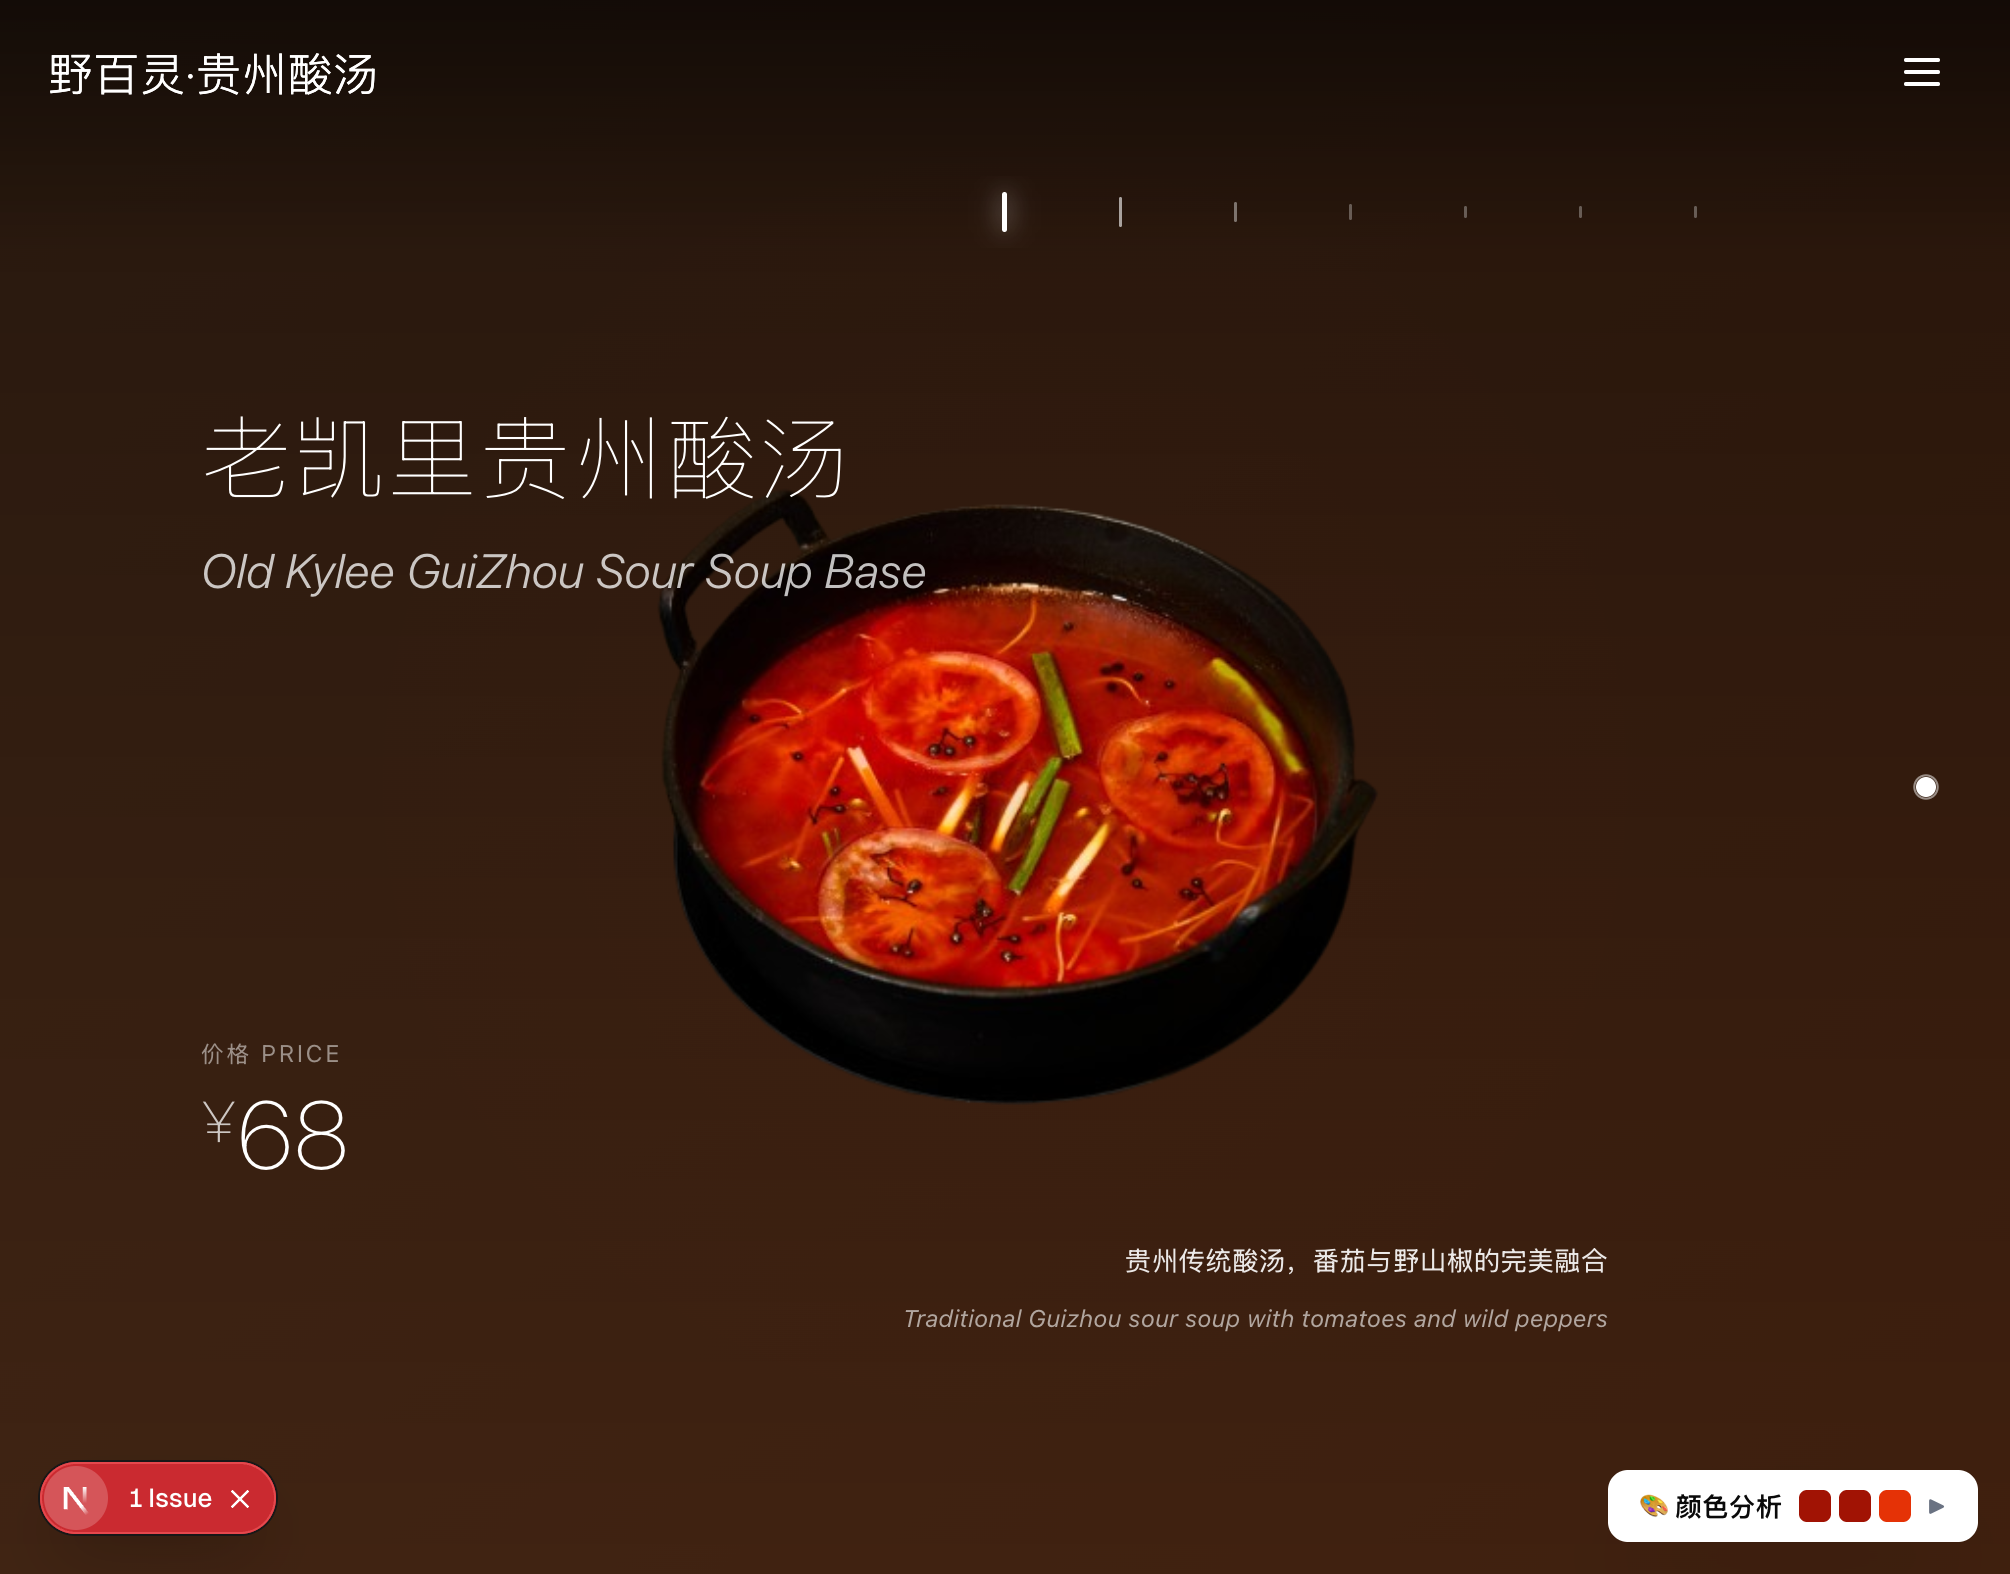 野百灵·贵州酸汤
老凯里贵州酸汤
Old Kylee GuiZhou Sour Soup Base
价格 PRICE
¥68
贵州传统酸汤，番茄与野山椒的完美融合
Traditional Guizhou sour soup with tomatoes and wild peppers
N 1 Issue
🎨 颜色分析